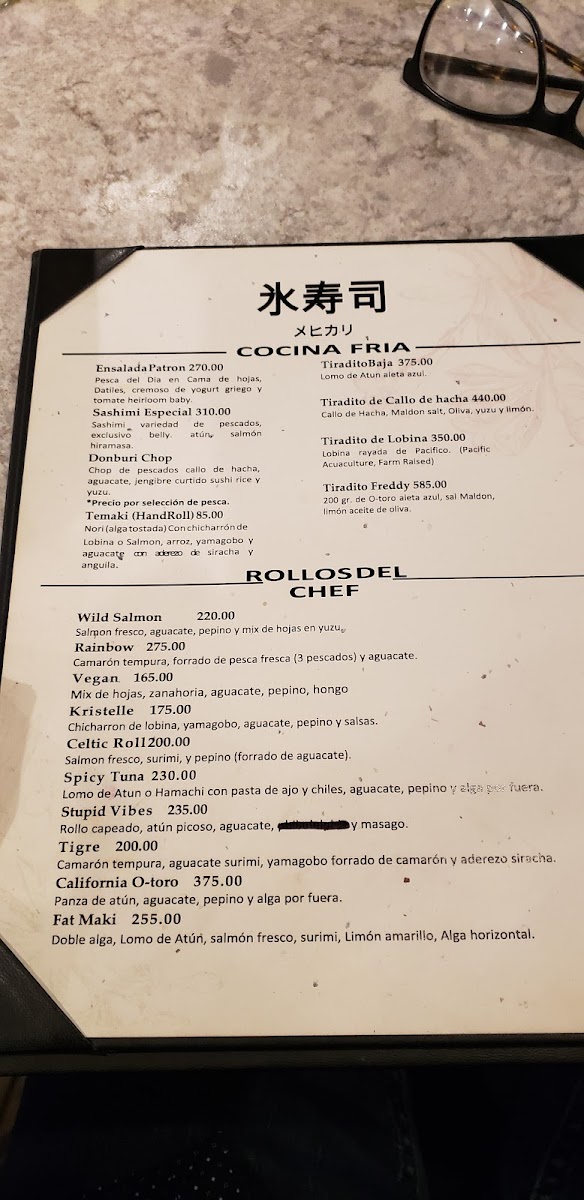 氷寿司
メヒカリ
COCINA FRIA
Ensalada Patron 270.00
Pesca del Día en Cama de hojas,
Datiles, cremoso de yogurt griego y
tomate heirloom baby.
Sashimi Especial 310.00
Sashimi variedad de pescados,
exclusivo belly atún, salmón
hiramasa.
Donburi Chop
Chop de pescados callo de hacha,
aguacate, jengibre curtido sushi rice y
yuzu.
*Precio por selección de pesca.
Temaki (HandRoll) 85.00
Nori (alga tostada) Con chicharrón de
Lobina o Salmon, arroz, yamagobo y
aguacate con aderezo de siracha y
anguila.
Tiradito Baja 375.00
Lomo de Atun aleta azul.
Tiradito de Callo de hacha 440.00
Callo de Hacha, Maldon salt, Oliva, yuzu y limón.
Tiradito de Lobina 350.00
Lobina rayada de Pacifico. (Pacific
Acuaculture, Farm Raised)
Tiradito Freddy 585.00
200 gr. de O-toro aleta azul, sal Maldon,
limón aceite de oliva.
ROLLOS DEL
CHEF
Wild Salmon 220.00
Salmon fresco, aguacate, pepino y mix de hojas en yuzu.
Rainbow 275.00
Camarón tempura, forrado de pesca fresca (3 pescados) y aguacate.
Vegan 165.00
Mix de hojas, zanahoria, aguacate, pepino, hongo
Kristelle 175.00
Chicharron de lobina, yamagobo, aguacate, pepino y salsas.
Celtic Roll 200.00
Salmon fresco, surimi, y pepino (forrado de aguacate).
Spicy Tuna 230.00
Lomo de Atun o Hamachi con pasta de ajo y chiles, aguacate, pepino y alga por fuera.
Stupid Vibes 235.00
Rollo capeado, atún picoso, aguacate, y masago.
Tigre 200.00
Camarón tempura, aguacate surimi, yamagobo forrado de camarón y aderezo siracha.
California O-toro 375.00
Panza de atún, aguacate, pepino y alga por fuera.
Fat Maki 255.00
Doble alga, Lomo de Atún, salmón fresco, surimi, Limón amarillo, Alga horizontal.